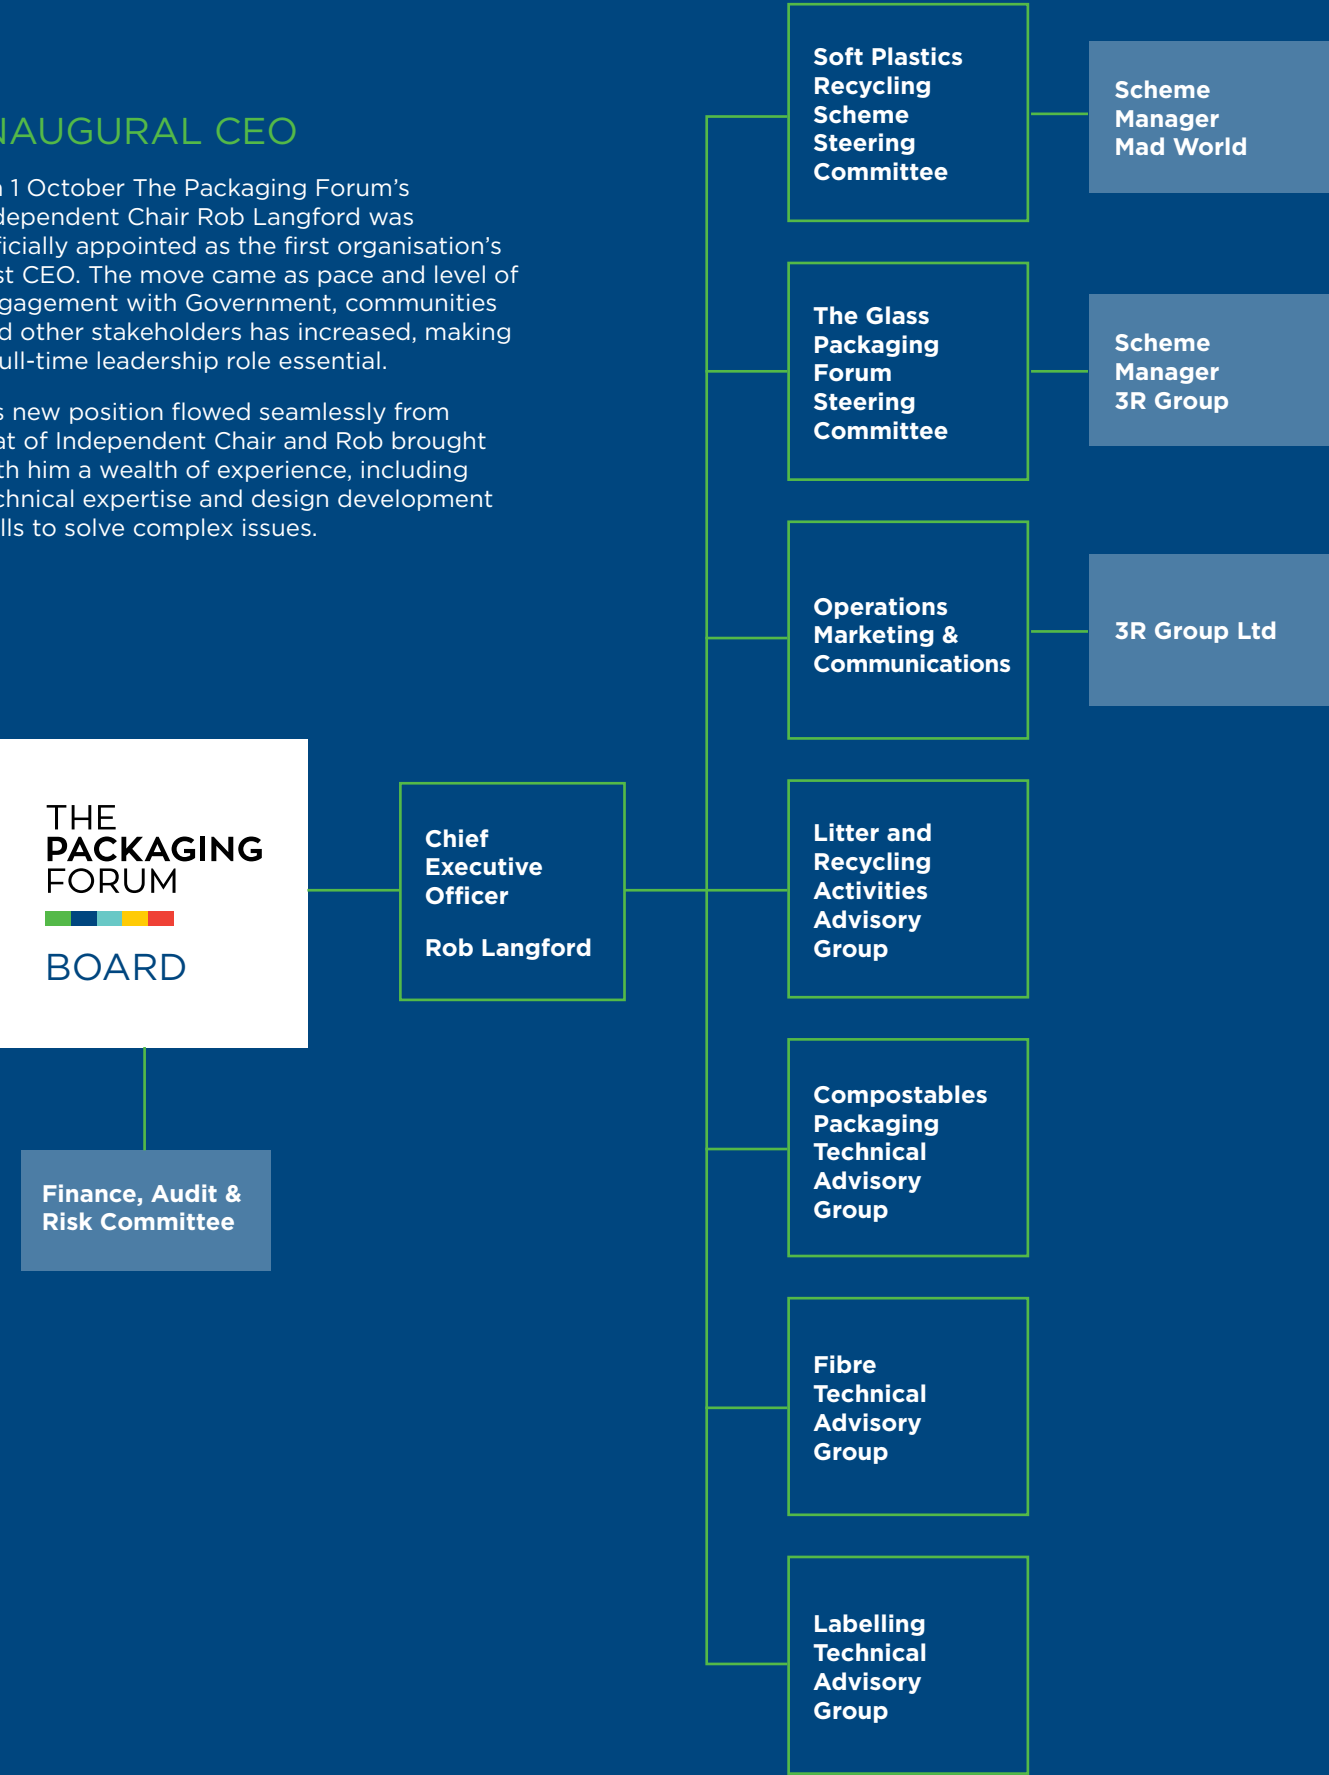 NAUGURAL CEO
1 October The Packaging Forum's
dependent Chair Rob Langford was
ficially appointed as the first organisation's
st CEO. The move came as pace and level of
gagement with Government, communities
d other stakeholders has increased, making
ull-time leadership role essential.
s new position flowed seamlessly from
at of Independent Chair and Rob brought
th him a wealth of experience, including
chnical expertise and design development
lls to solve complex issues.
THE
PACKAGING
FORUM
BOARD
Finance, Audit &
Risk Committee
Chief
Executive
Officer
Rob Langford
Soft Plastics
Recycling
Scheme
Steering
Committee
Scheme
Manager
Mad World
The Glass
Packaging
Forum
Steering
Committee
Scheme
Manager
3R Group
Operations
Marketing &
Communications
3R Group Ltd
Litter and
Recycling
Activities
Advisory
Group
Compostables
Packaging
Technical
Advisory
Group
Fibre
Technical
Advisory
Group
Labelling
Technical
Advisory
Group